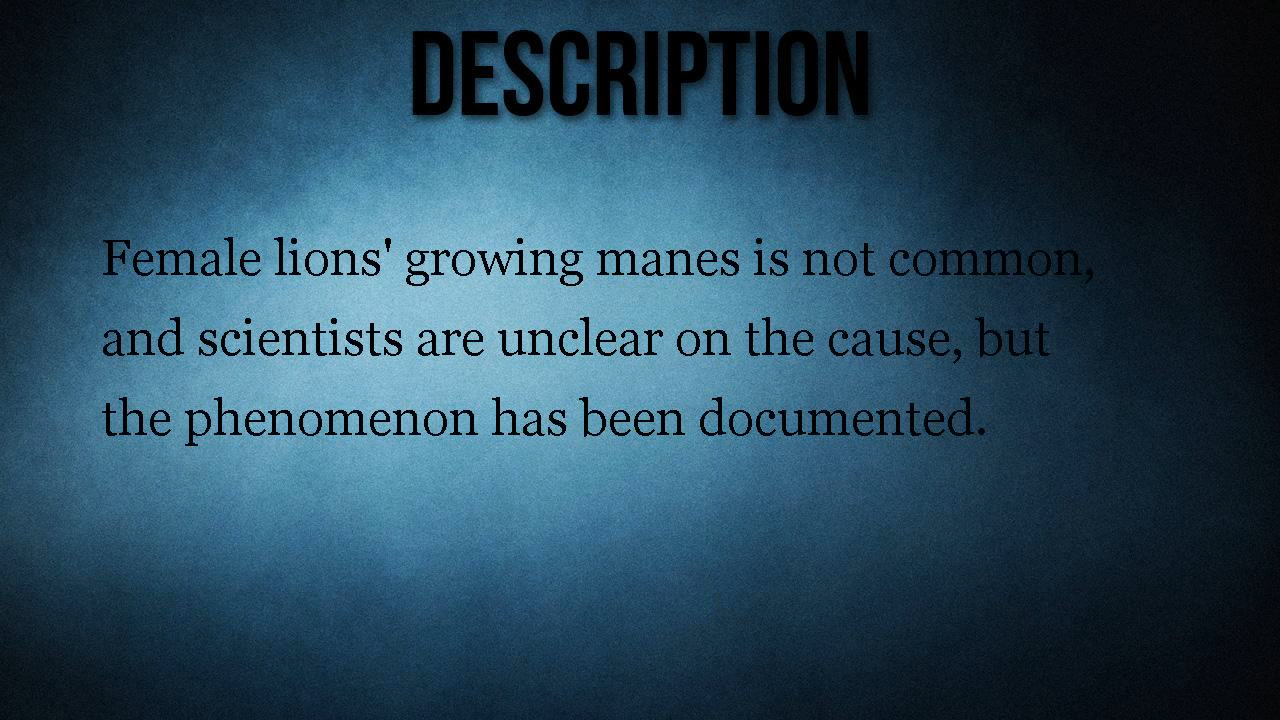 DESCRIPTION
Female lions' growing manes is not common,
and scientists are unclear on the cause, but
the phenomenon has been documented.